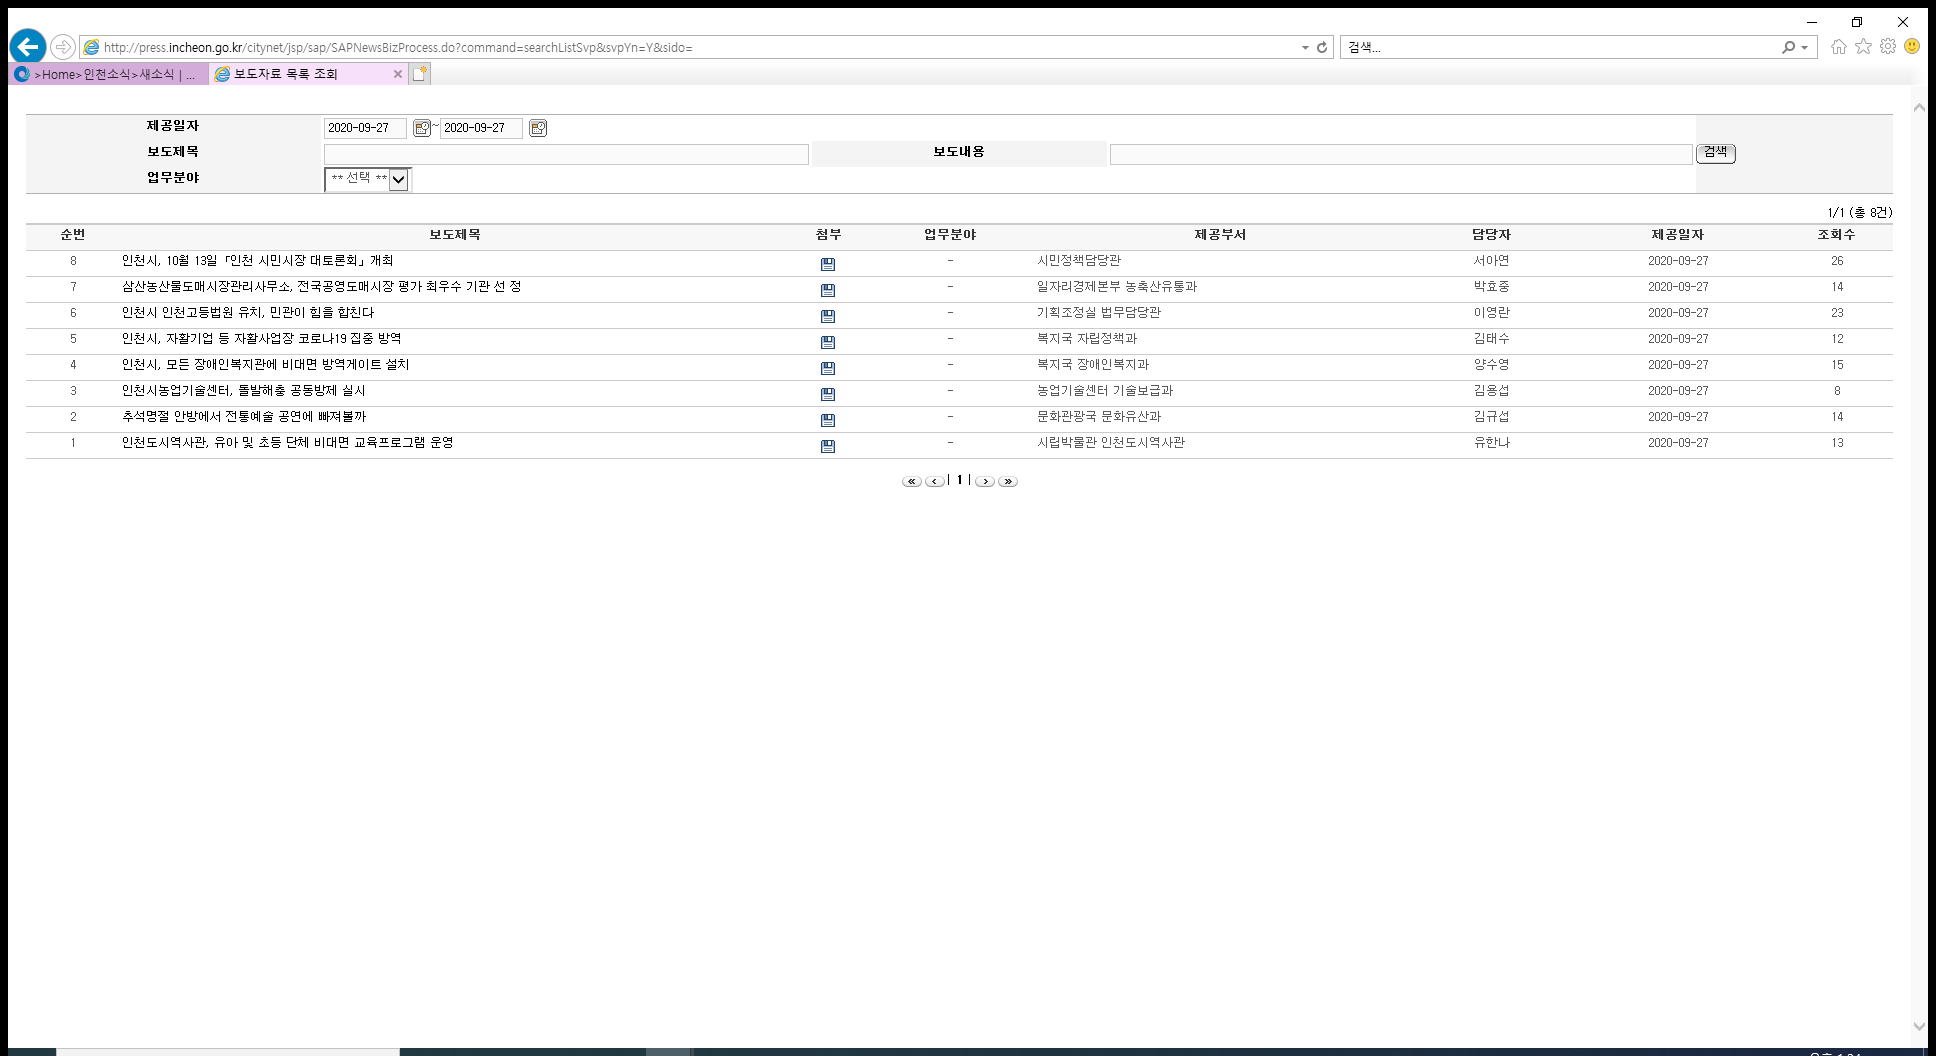 http://press.incheon.go.kr/citynet/jsp/sap/SAPNewsBizProcess.do?command=searchListSvp&svpYn=Y&sido=
검색...
>Home>인천소식>새소식 | ...
보도자료 목록 조회
제공일자 2020-09-27 ~ 2020-09-27
보도제목 보도내용 검색
업무분야 ** 선택 **
1/1 (총 8건)
순번 보도제목 첨부 업무분야 제공부서 담당자 제공일자 조회수
8 인천시, 10월 13일 「인천 시민시장 대토론회」 개최 - 시민정책담당관 서아연 2020-09-27 26
7 삼산농산물도매시장관리사무소, 전국공영도매시장 평가 최우수 기관 선 정 - 일자리경제본부 농축산유통과 박효중 2020-09-27 14
6 인천시 인천고등법원 유치, 민관이 힘을 합친다 - 기획조정실 법무담당관 이영란 2020-09-27 23
5 인천시, 자활기업 등 자활사업장 코로나19 집중 방역 - 복지국 자립정책과 김태수 2020-09-27 12
4 인천시, 모든 장애인복지관에 비대면 방역게이트 설치 - 복지국 장애인복지과 양수영 2020-09-27 15
3 인천시농업기술센터, 돌발해충 공동방제 실시 - 농업기술센터 기술보급과 김용섭 2020-09-27 8
2 추석명절 안방에서 전통예술 공연에 빠져볼까 - 문화관광국 문화유산과 김규섭 2020-09-27 14
1 인천도시역사관, 유아 및 초등 단체 비대면 교육프로그램 운영 - 시립박물관 인천도시역사관 유한나 2020-09-27 13
« ‹ | 1 | › »